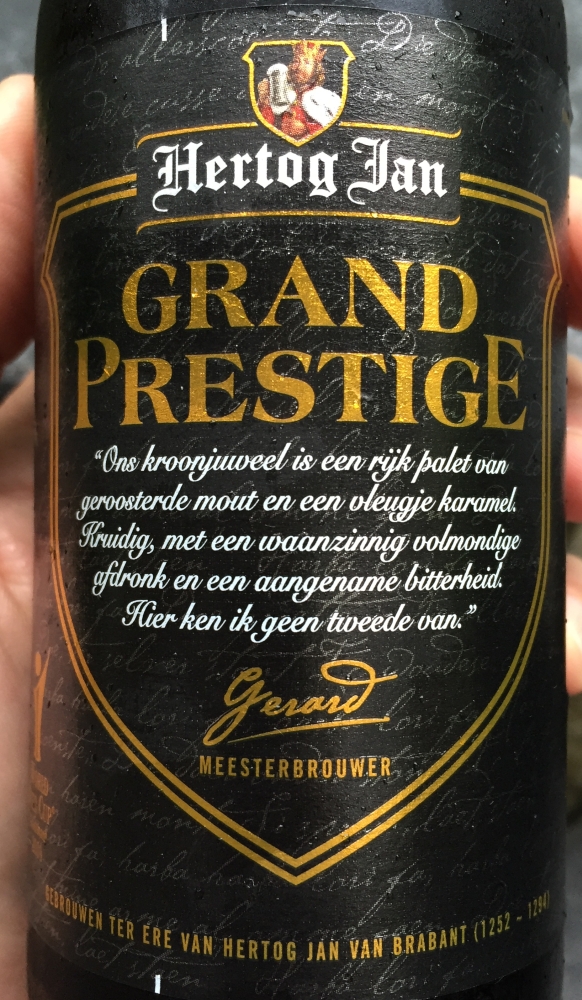 Hertog Jan
GRAND
PRESTIGE
“Ons kroonjuweel is een rijk palet van
geroosterde mout en een vleugje karamel.
Kruidig, met een waanzinnig volmondige
afdronk en een aangename bitterheid.
Hier ken ik geen tweede van.”
Gerard
MEESTERBROUWER
GEBROUWEN TER ERE VAN HERTOG JAN VAN BRABANT (1252 - 1294)